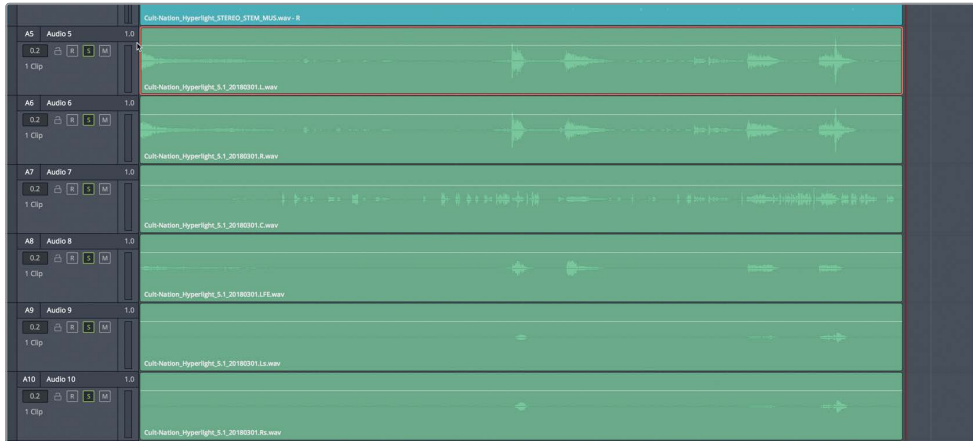 Cult-Nation_Hyperlight_STEREO_STEM_MUS.wav - R
A5 Audio 5 1.0
0.2 R S M
1 Clip
Cult-Nation_Hyperlight_5.1_20180301.L.wav
A6 Audio 6 1.0
0.2 R S M
1 Clip
Cult-Nation_Hyperlight_5.1_20180301.R.wav
A7 Audio 7 1.0
0.2 R S M
1 Clip
Cult-Nation_Hyperlight_5.1_20180301.C.wav
A8 Audio 8 1.0
0.2 R S M
1 Clip
Cult-Nation_Hyperlight_5.1_20180301.LFE.wav
A9 Audio 9 1.0
0.2 R S M
1 Clip
Cult-Nation_Hyperlight_5.1_20180301.Ls.wav
A10 Audio 10 1.0
0.2 R S M
1 Clip
Cult-Nation_Hyperlight_5.1_20180301.Rs.wav